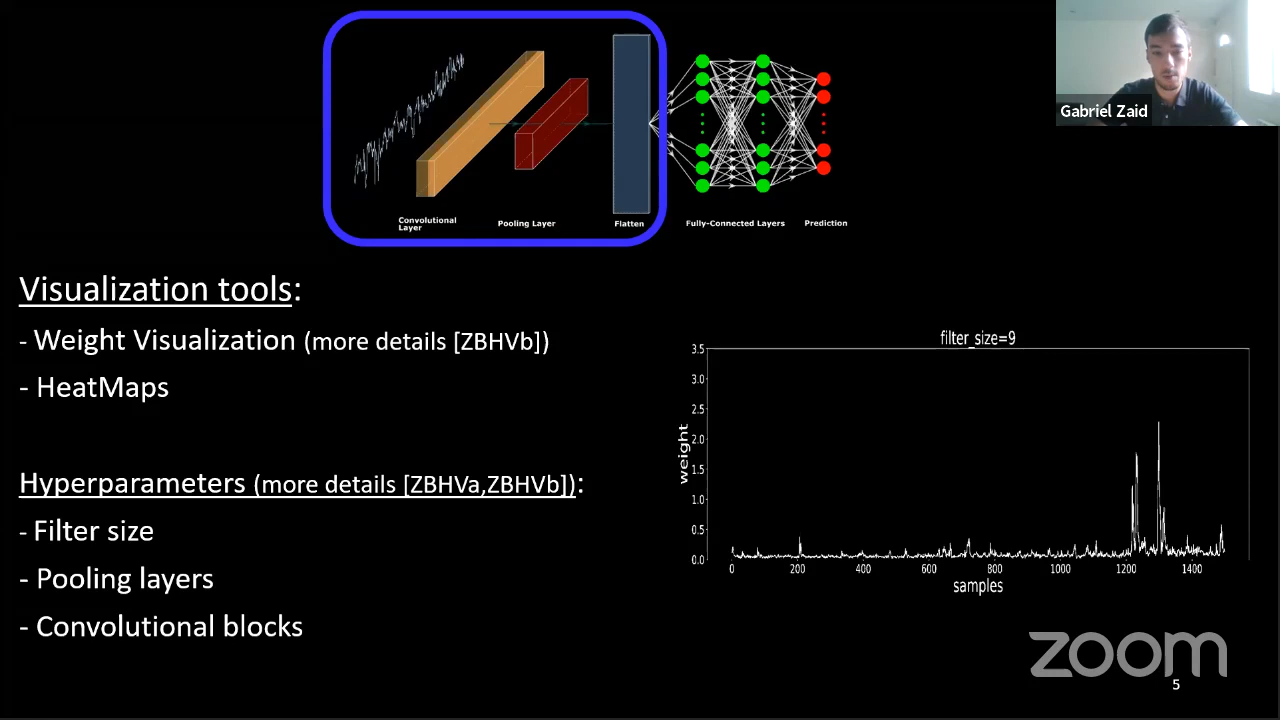 Gabriel Zaid
Convolutional
Layer
Pooling Layer
Flatten
Fully-Connected Layers
Prediction
Visualization tools:
- Weight Visualization (more details [ZBHVb])
- HeatMaps
Hyperparameters (more details [ZBHVa,ZBHVb]):
- Filter size
- Pooling layers
- Convolutional blocks
filter_size=9
weight
3.5
3.0
2.5
2.0
1.5
1.0
0.5
0.0
0 200 400 600 800 1000 1200 1400
samples
zoom
5